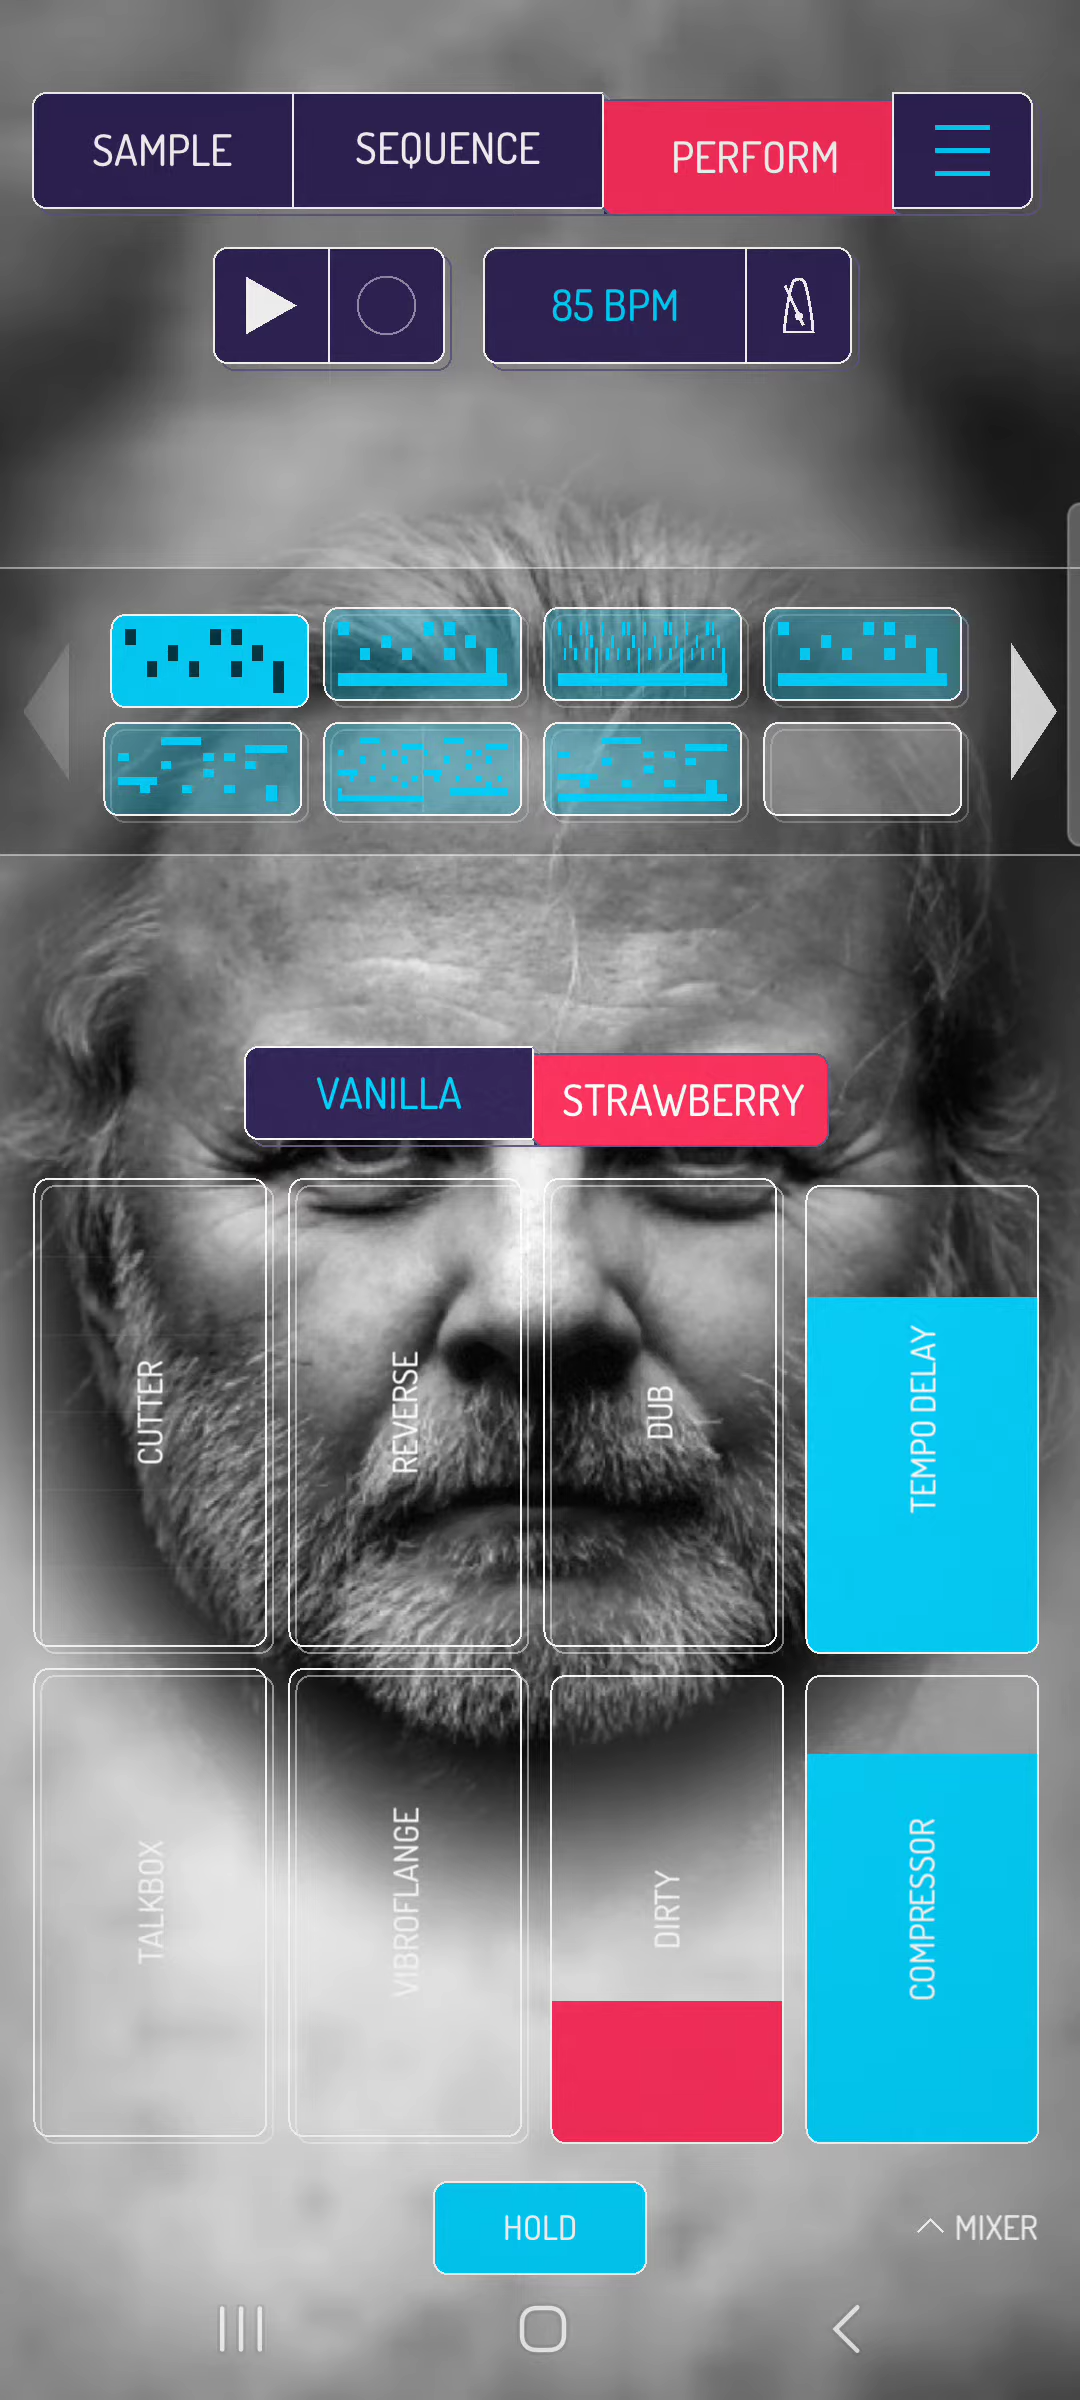 SAMPLE SEQUENCE PERFORM
85 BPM
VANILLA STRAWBERRY
CUTTER REVERSE DUB TEMPO DELAY
TALKBOX VIBROFLANGE DIRTY COMPRESSOR
HOLD MIXER